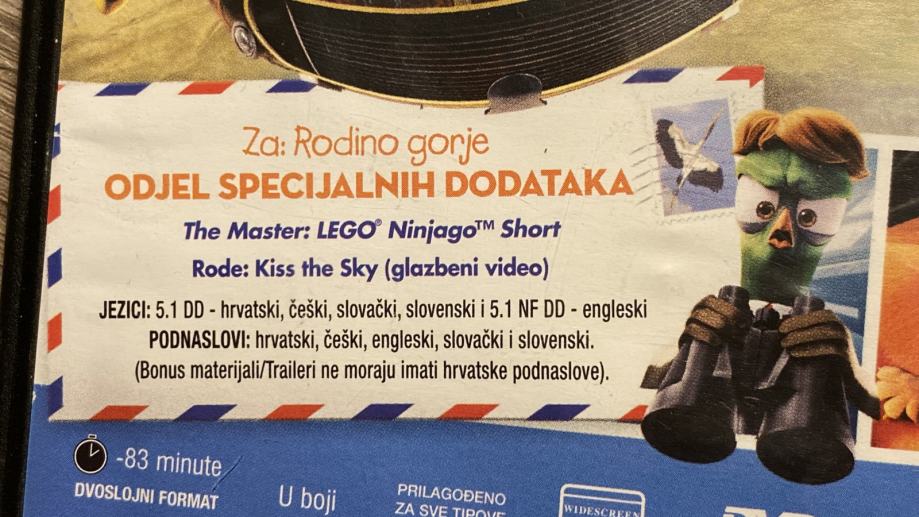 Za: Rodino gorje
ODJEL SPECIJALNIH DODATAKA
The Master: LEGO® Ninjago™ Short
Rode: Kiss the Sky (glazbeni video)
JEZICI: 5.1 DD - hrvatski, češki, slovački, slovenski i 5.1 NF DD - engleski
PODNASLOVI: hrvatski, češki, engleski, slovački i slovenski.
(Bonus materijali/Traileri ne moraju imati hrvatske podnaslove).
-83 minute
DVOSLOJNI FORMAT
U boji
PRILAGOĐENO
ZA SVE TIPOVE
WIDESCREEN